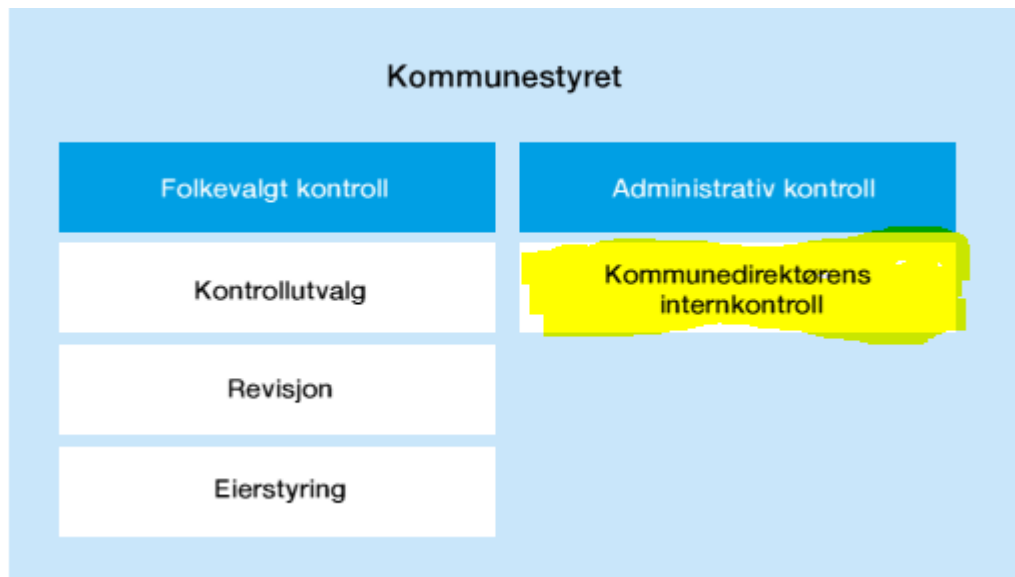 Kommunestyret
Folkevalgt kontroll
Administrativ kontroll
Kontrollutvalg
Kommunedirektørens
internkontroll
Revisjon
Eierstyring